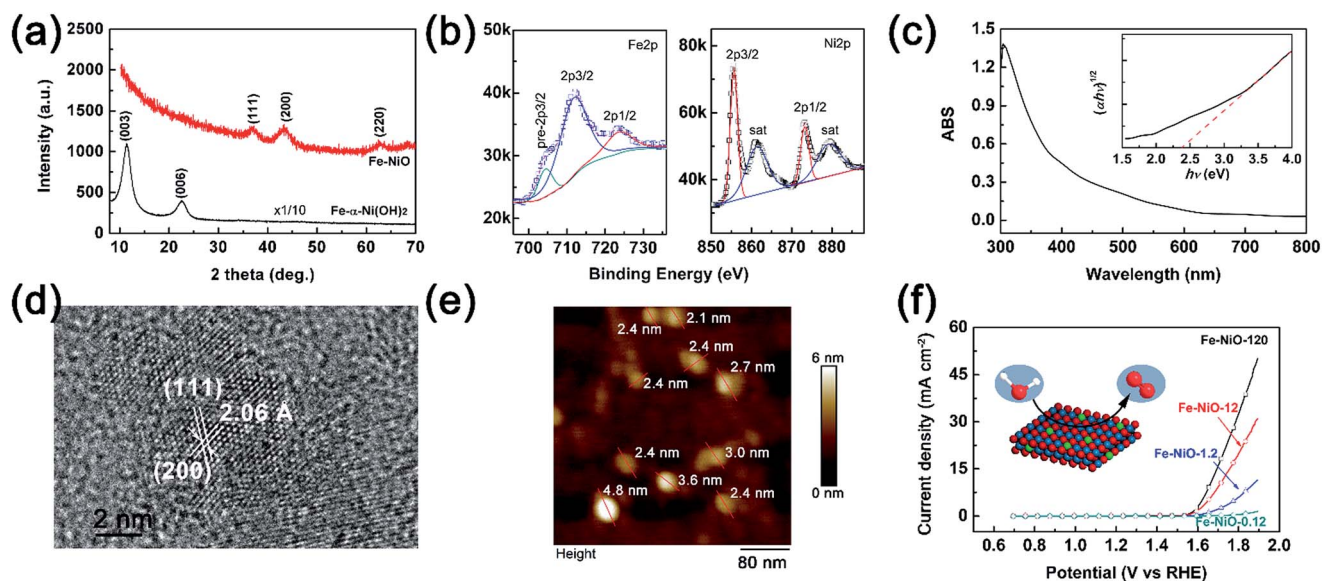 (a)
2500
2000
1500
1000
500
0
Intensity (a.u.)
(111)
(200)
(220)
Fe-NiO
(003)
(006)
x1/10
Fe-α-Ni(OH)2
10 20 30 40 50 60 70
2 theta (deg.)
(b)
60k
50k
40k
30k
20k
Fe2p
pre-2p3/2
2p3/2
2p1/2
700 710 720 730
80k
60k
40k
Ni2p
2p3/2
sat
2p1/2
sat
850 860 870 880
Binding Energy (eV)
(c)
1.5
1.2
0.9
0.6
0.3
0.0
ABS
(αhν)1/2
1.5 2.0 2.5 3.0 3.5 4.0
hν (eV)
300 400 500 600 700 800
Wavelength (nm)
(d)
(111)
2.06 Å
(200)
2 nm
(e)
2.1 nm
2.4 nm
2.4 nm
2.4 nm
2.7 nm
2.4 nm
3.0 nm
3.6 nm
4.8 nm
2.4 nm
6 nm
0 nm
Height
80 nm
(f)
60
45
30
15
0
Current density (mA cm-2)
Fe-NiO-120
Fe-NiO-12
Fe-NiO-1.2
Fe-NiO-0.12
0.6 0.8 1.0 1.2 1.4 1.6 1.8 2.0
Potential (V vs RHE)